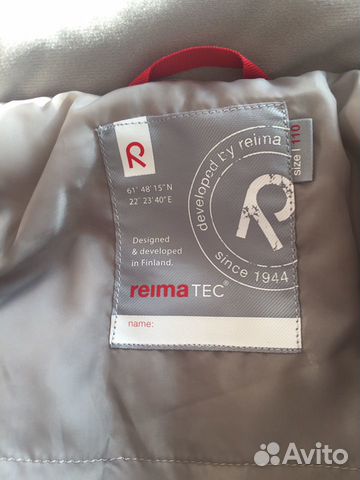 R
61° 48' 15" N
22° 23' 40" E
Designed
& developed
in Finland.
reima TEC®
name:
developed by reima
R
since 1944
size | 110
Avito